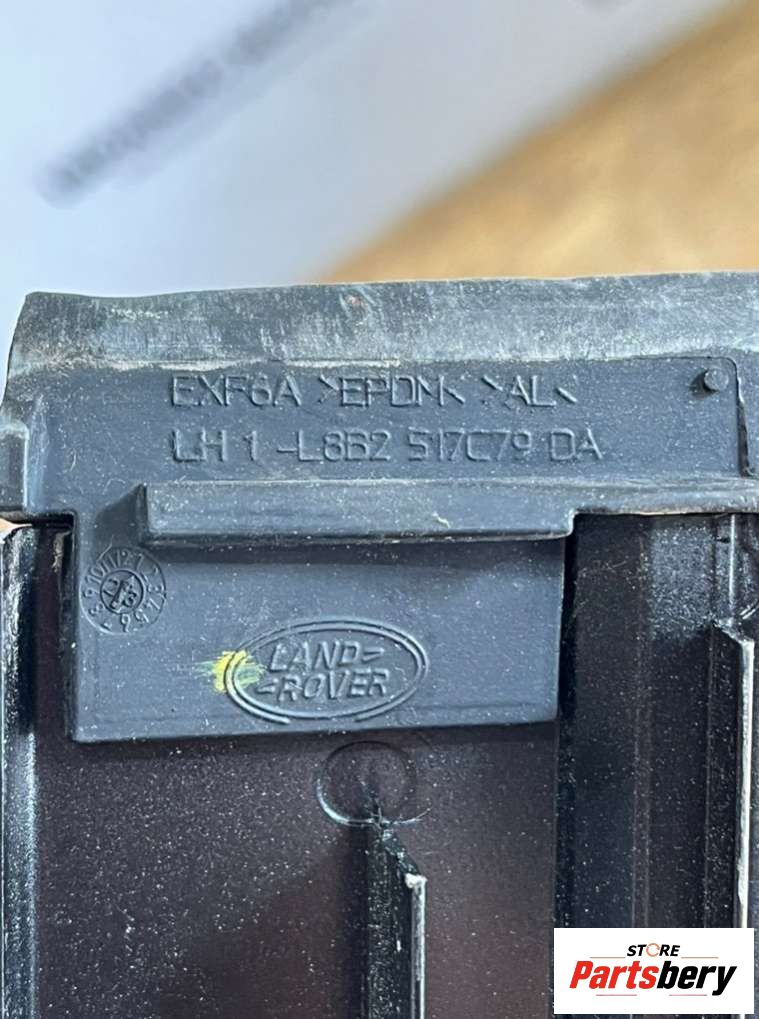 EXF6A >EPDM< >AL<
LH 1 -L8B2 517C79 DA
LAND-
-ROVER
STORE
Partsbery